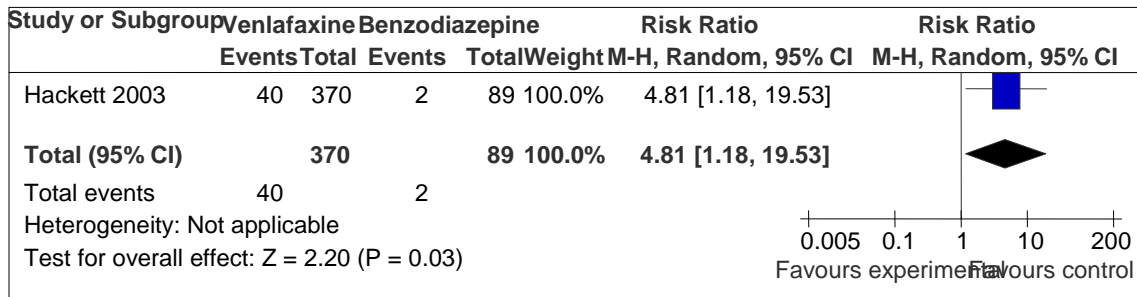 Study or Subgroup Venlafaxine Benzodiazepine Risk Ratio Risk Ratio
Events Total Events Total Weight M-H, Random, 95% CI M-H, Random, 95% CI
Hackett 2003 40 370 2 89 100.0% 4.81 [1.18, 19.53]
Total (95% CI) 370 89 100.0% 4.81 [1.18, 19.53]
Total events 40 2
Heterogeneity: Not applicable
Test for overall effect: Z = 2.20 (P = 0.03)
0.005 0.1 1 10 200
Favours experimental Favours control